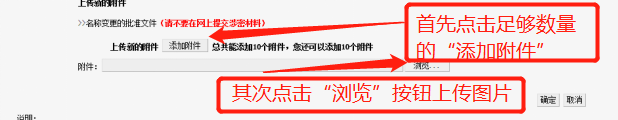 上传新的附件
>>名称变更的批准文件（请不要在网上提交涉密材料）
上传新的附件 添加附件 总共能添加10个附件，您还可以添加10个附件
首先点击足够数量
的“添加附件”
附件： 浏览...
其次点击“浏览”按钮上传图片
确定 取消
说明：